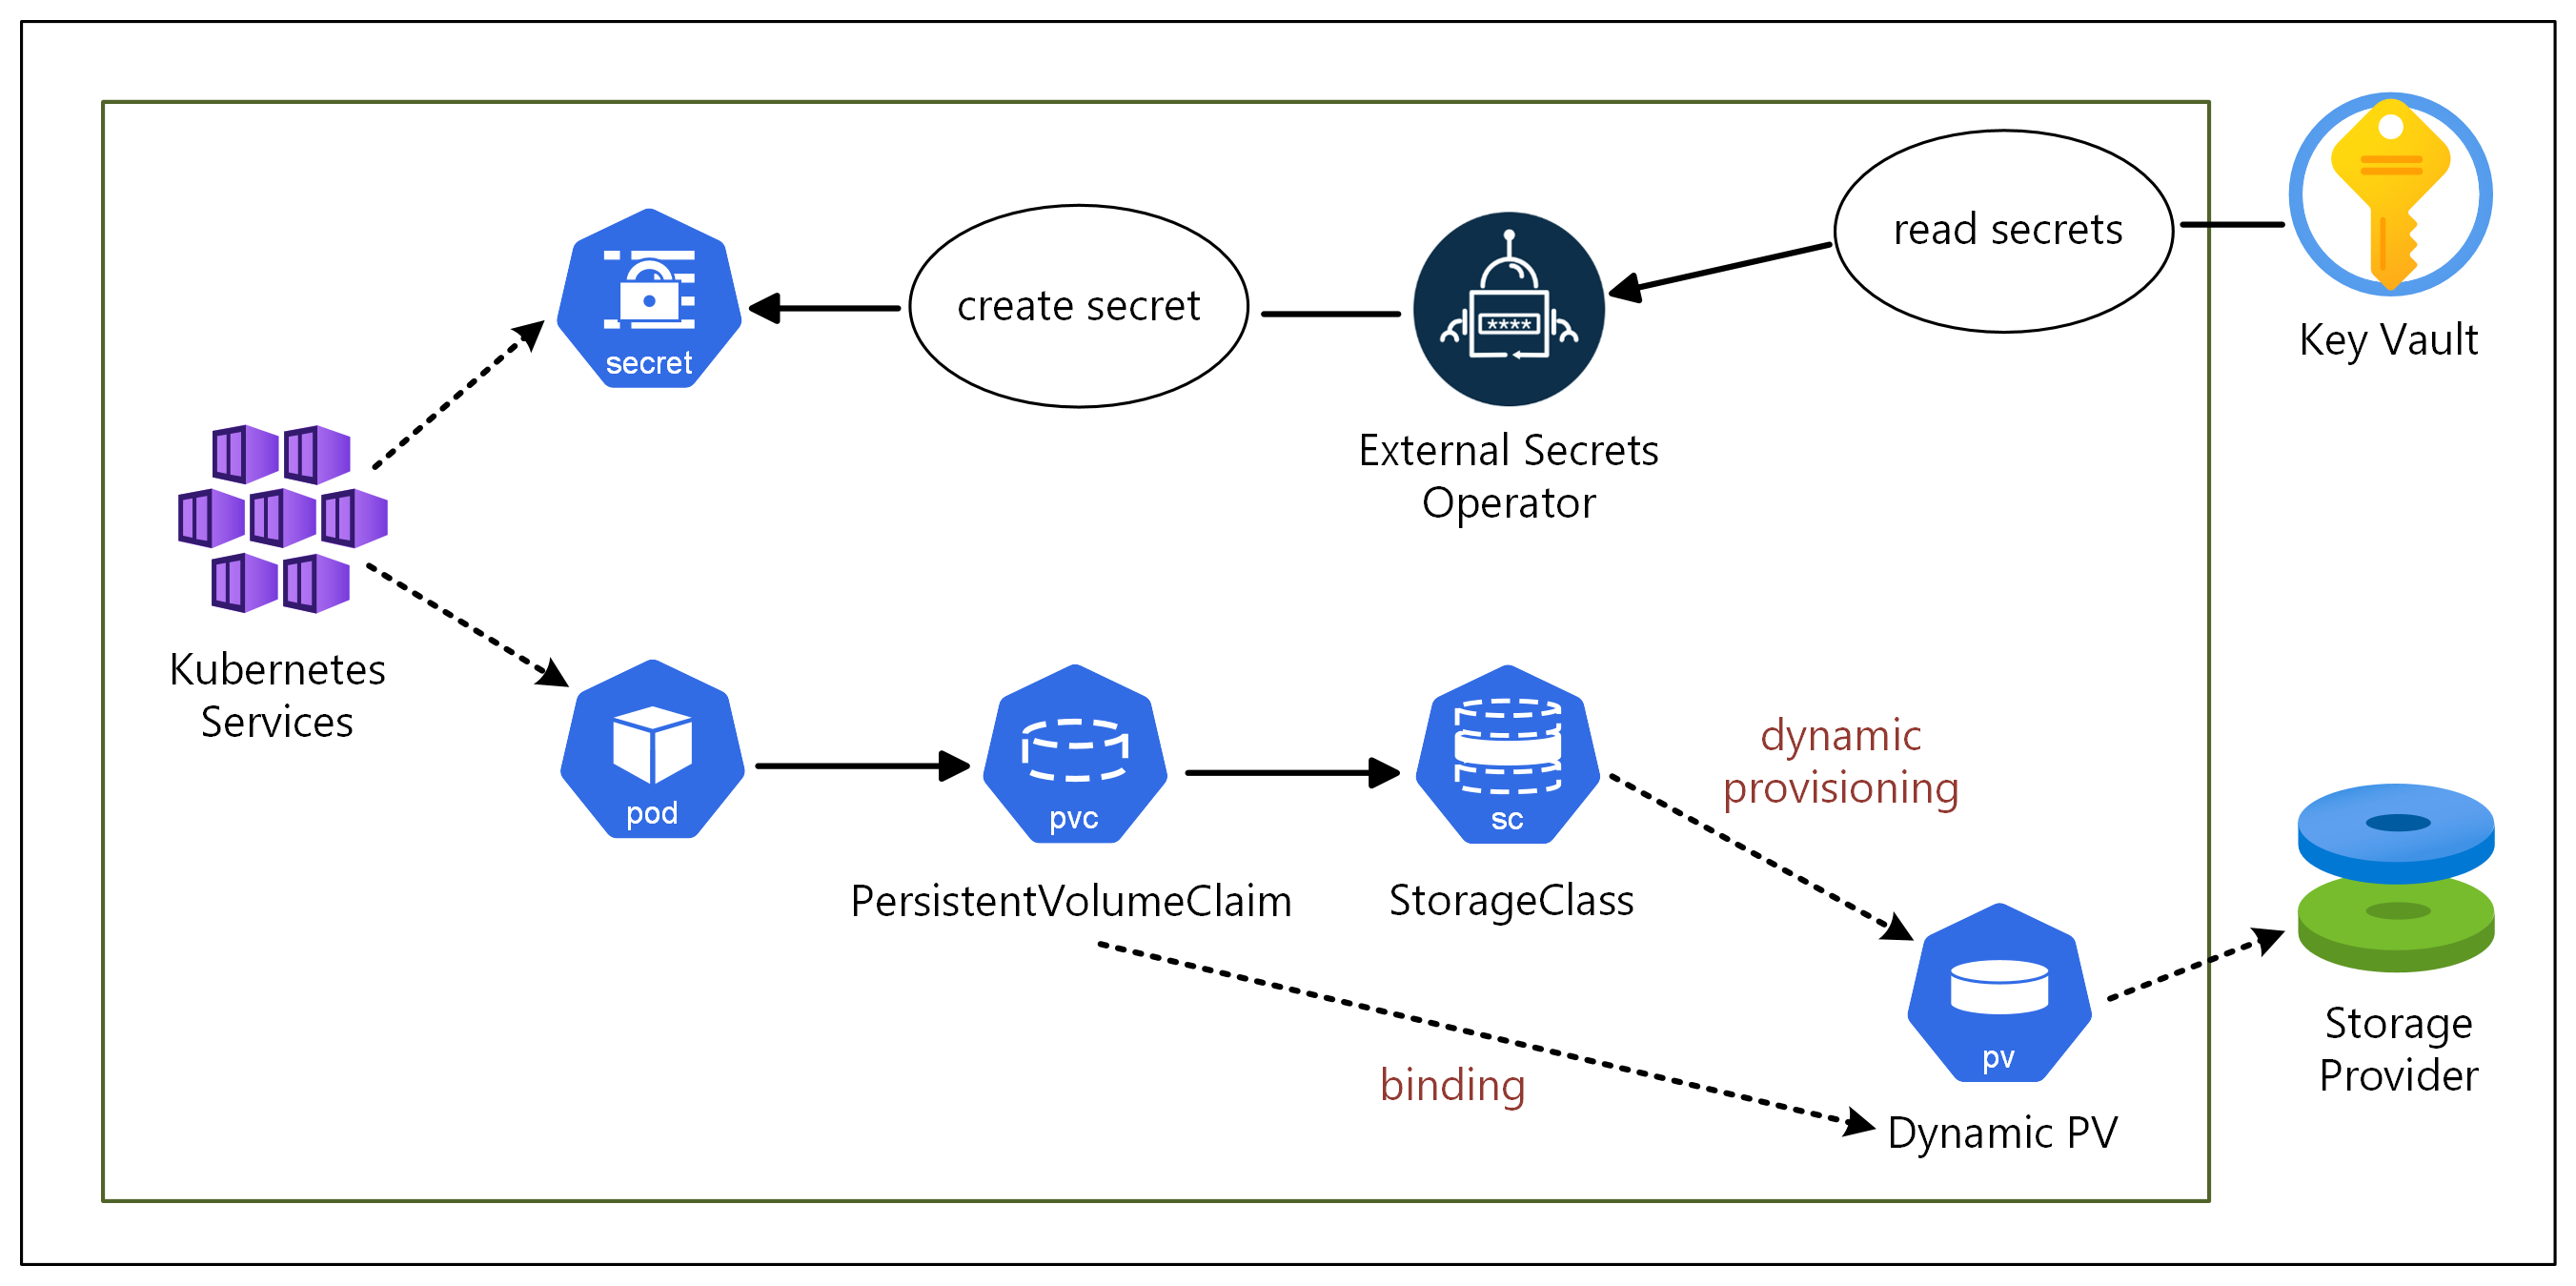 read secrets
create secret
secret
****
Key Vault
External Secrets
Operator
Kubernetes
Services
pod
pvc
sc
dynamic
provisioning
PersistentVolumeClaim
StorageClass
binding
pv
Dynamic PV
Storage
Provider